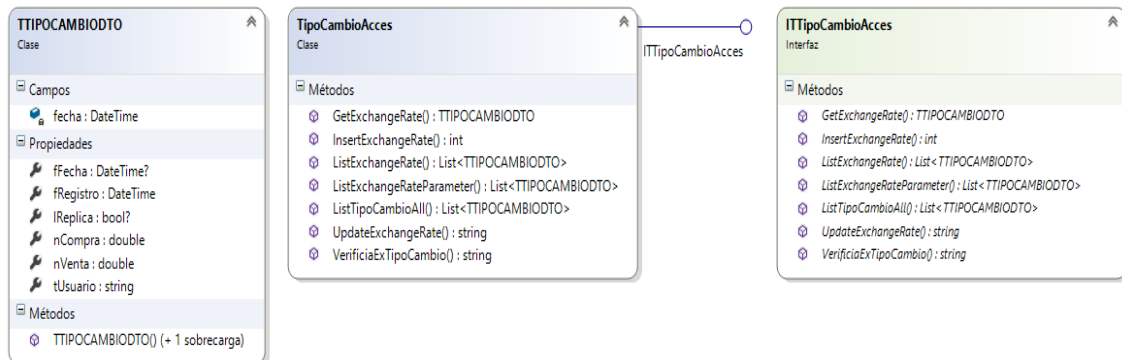 TTIPOCAMBIODTO
Clase
Campos
fecha : DateTime
Propiedades
fFecha : DateTime?
fRegistro : DateTime
lReplica : bool?
nCompra : double
nVenta : double
tUsuario : string
Métodos
TTIPOCAMBIODTO() (+ 1 sobrecarga)
TipoCambioAcces
Clase
Métodos
GetExchangeRate() : TTIPOCAMBIODTO
InsertExchangeRate() : int
ListExchangeRate() : List<TTIPOCAMBIODTO>
ListExchangeRateParameter() : List<TTIPOCAMBIODTO>
ListTipoCambioAll() : List<TTIPOCAMBIODTO>
UpdateExchangeRate() : string
VerificiaExTipoCambio() : string
ITTipoCambioAcces
ITTipoCambioAcces
Interfaz
Métodos
GetExchangeRate() : TTIPOCAMBIODTO
InsertExchangeRate() : int
ListExchangeRate() : List<TTIPOCAMBIODTO>
ListExchangeRateParameter() : List<TTIPOCAMBIODTO>
ListTipoCambioAll() : List<TTIPOCAMBIODTO>
UpdateExchangeRate() : string
VerificiaExTipoCambio() : string